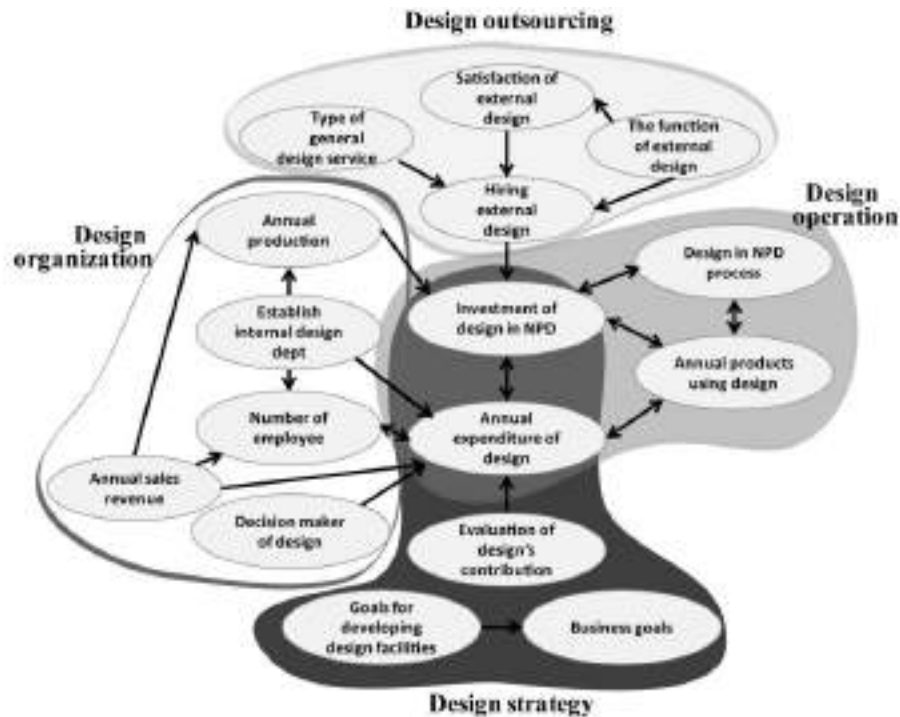 Design outsourcing
Satisfaction of
external
design
Type of
general
design service
The function
of external
design
Hiring
external
design
Design
operation
Design
organization
Annual
production
Design in NPD
process
Establish
internal design
dept
Investment of
design in NPD
Annual products
using design
Number of
employee
Annual
expenditure of
design
Annual sales
revenue
Decision maker
of design
Evaluation of
design's
contribution
Goals for
developing
design facilities
Business goals
Design strategy